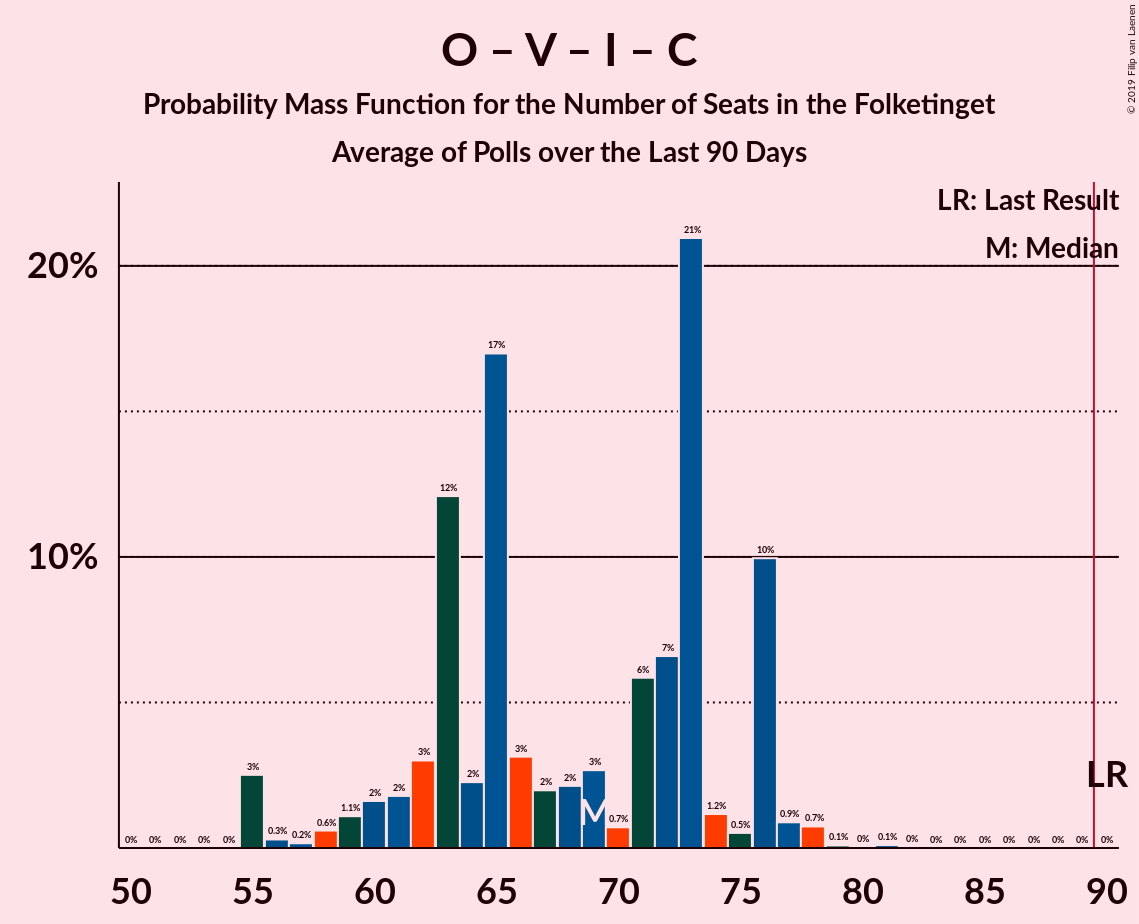 O – V – I – C
Probability Mass Function for the Number of Seats in the Folketinget
Average of Polls over the Last 90 Days
© 2019 Filip van Laenen
LR: Last Result
M: Median
20%
10%
0% 0% 0% 0% 0% 3% 0.3% 0.2% 0.6% 1.1% 2% 2% 3% 12% 2% 17% 3% 2% 2% 3% 0.7% 6% 7% 21% 1.2% 0.5% 10% 0.9% 0.7% 0.1% 0% 0.1% 0% 0% 0% 0% 0% 0% 0% 0% 0%
M
LR
50 55 60 65 70 75 80 85 90